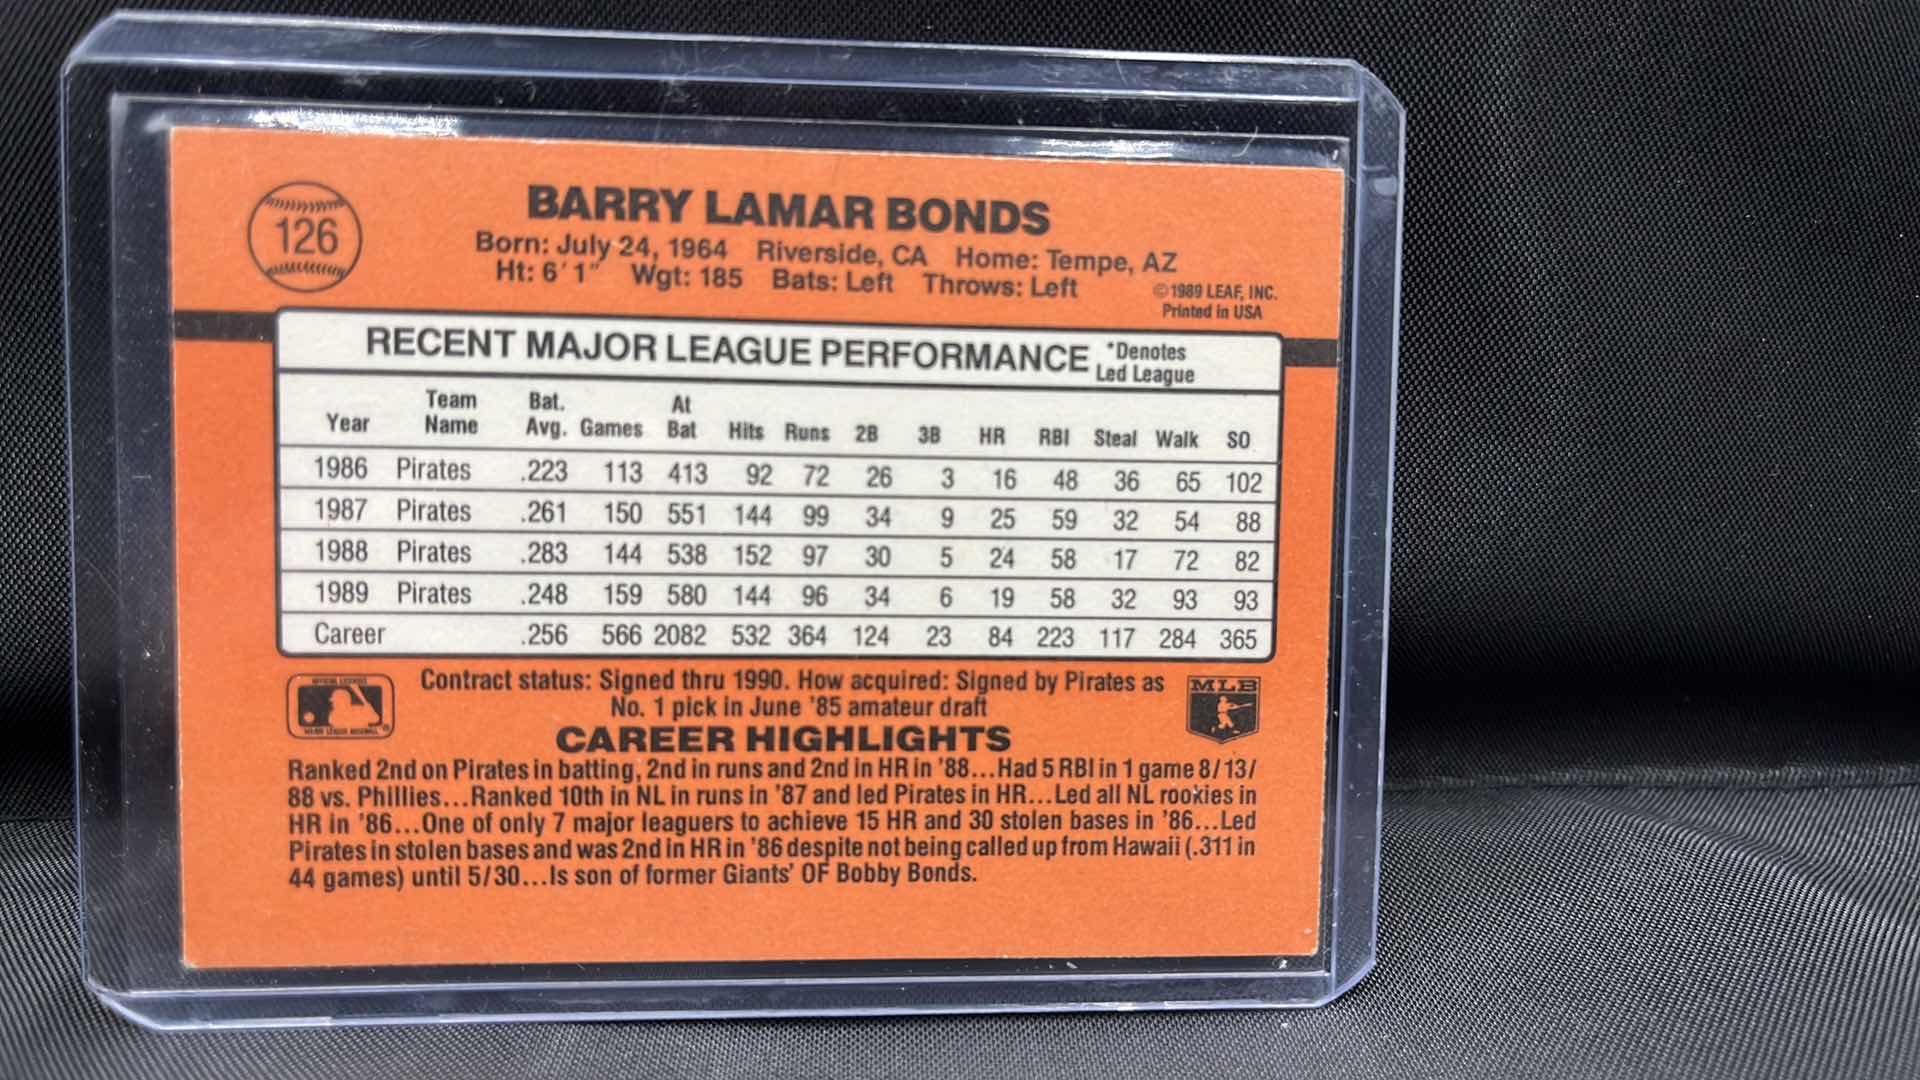 126
BARRY LAMAR BONDS
Born: July 24, 1964 Riverside, CA Home: Tempe, AZ
Ht: 6' 1" Wgt: 185 Bats: Left Throws: Left
©1989 LEAF, INC.
Printed in USA
RECENT MAJOR LEAGUE PERFORMANCE *Denotes
Led League
Year Team Name Bat. Avg. Games At Bat Hits Runs 2B 3B HR RBI Steal Walk SO
1986 Pirates .223 113 413 92 72 26 3 16 48 36 65 102
1987 Pirates .261 150 551 144 99 34 9 25 59 32 54 88
1988 Pirates .283 144 538 152 97 30 5 24 58 17 72 82
1989 Pirates .248 159 580 144 96 34 6 19 58 32 93 93
Career .256 566 2082 532 364 124 23 84 223 117 284 365
Contract status: Signed thru 1990. How acquired: Signed by Pirates as
No. 1 pick in June '85 amateur draft
MLB
CAREER HIGHLIGHTS
Ranked 2nd on Pirates in batting, 2nd in runs and 2nd in HR in '88...Had 5 RBI in 1 game 8/13/
88 vs. Phillies...Ranked 10th in NL in runs in '87 and led Pirates in HR...Led all NL rookies in
HR in '86...One of only 7 major leaguers to achieve 15 HR and 30 stolen bases in '86...Led
Pirates in stolen bases and was 2nd in HR in '86 despite not being called up from Hawaii (.311 in
44 games) until 5/30...Is son of former Giants' OF Bobby Bonds.